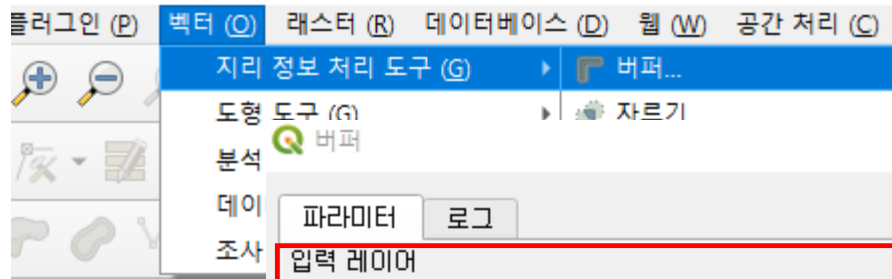 플러그인 (P) 벡터 (O) 래스터 (R) 데이터베이스 (D) 웹 (W) 공간 처리 (C)
지리 정보 처리 도구 (G) 버퍼...
도형 도구 (G) 자르기
분석
버퍼
데이
파라미터 로그
조사
입력 레이어